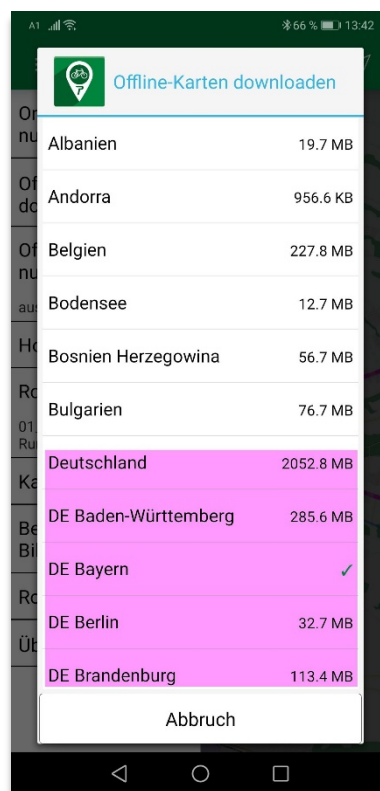 A1 66 % 13:42
Offline-Karten downloaden
Albanien 19.7 MB
Andorra 956.6 KB
Belgien 227.8 MB
Bodensee 12.7 MB
Bosnien Herzegowina 56.7 MB
Bulgarien 76.7 MB
Deutschland 2052.8 MB
DE Baden-Württemberg 285.6 MB
DE Bayern ✓
DE Berlin 32.7 MB
DE Brandenburg 113.4 MB
Abbruch